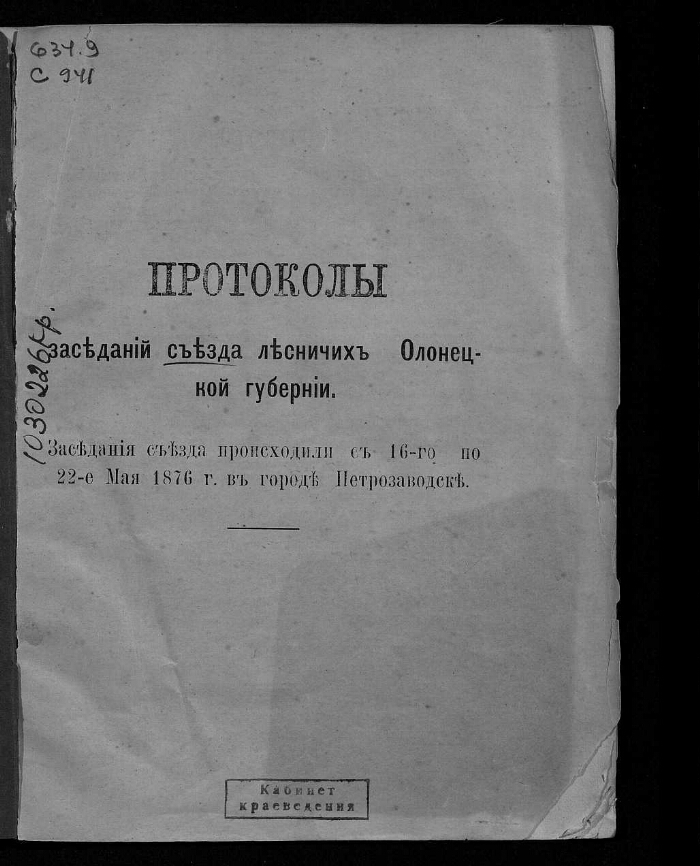 634.9
С 941
ПРОТОКОЛЫ
засѣданій съѣзда лѣсничихъ Олонец-
кой губерніи.
Засѣданія съѣзда происходили съ 16-го по
22-е Мая 1876 г. въ городѣ Петрозаводскѣ.
1030226кр.
Кабинет
краеведения